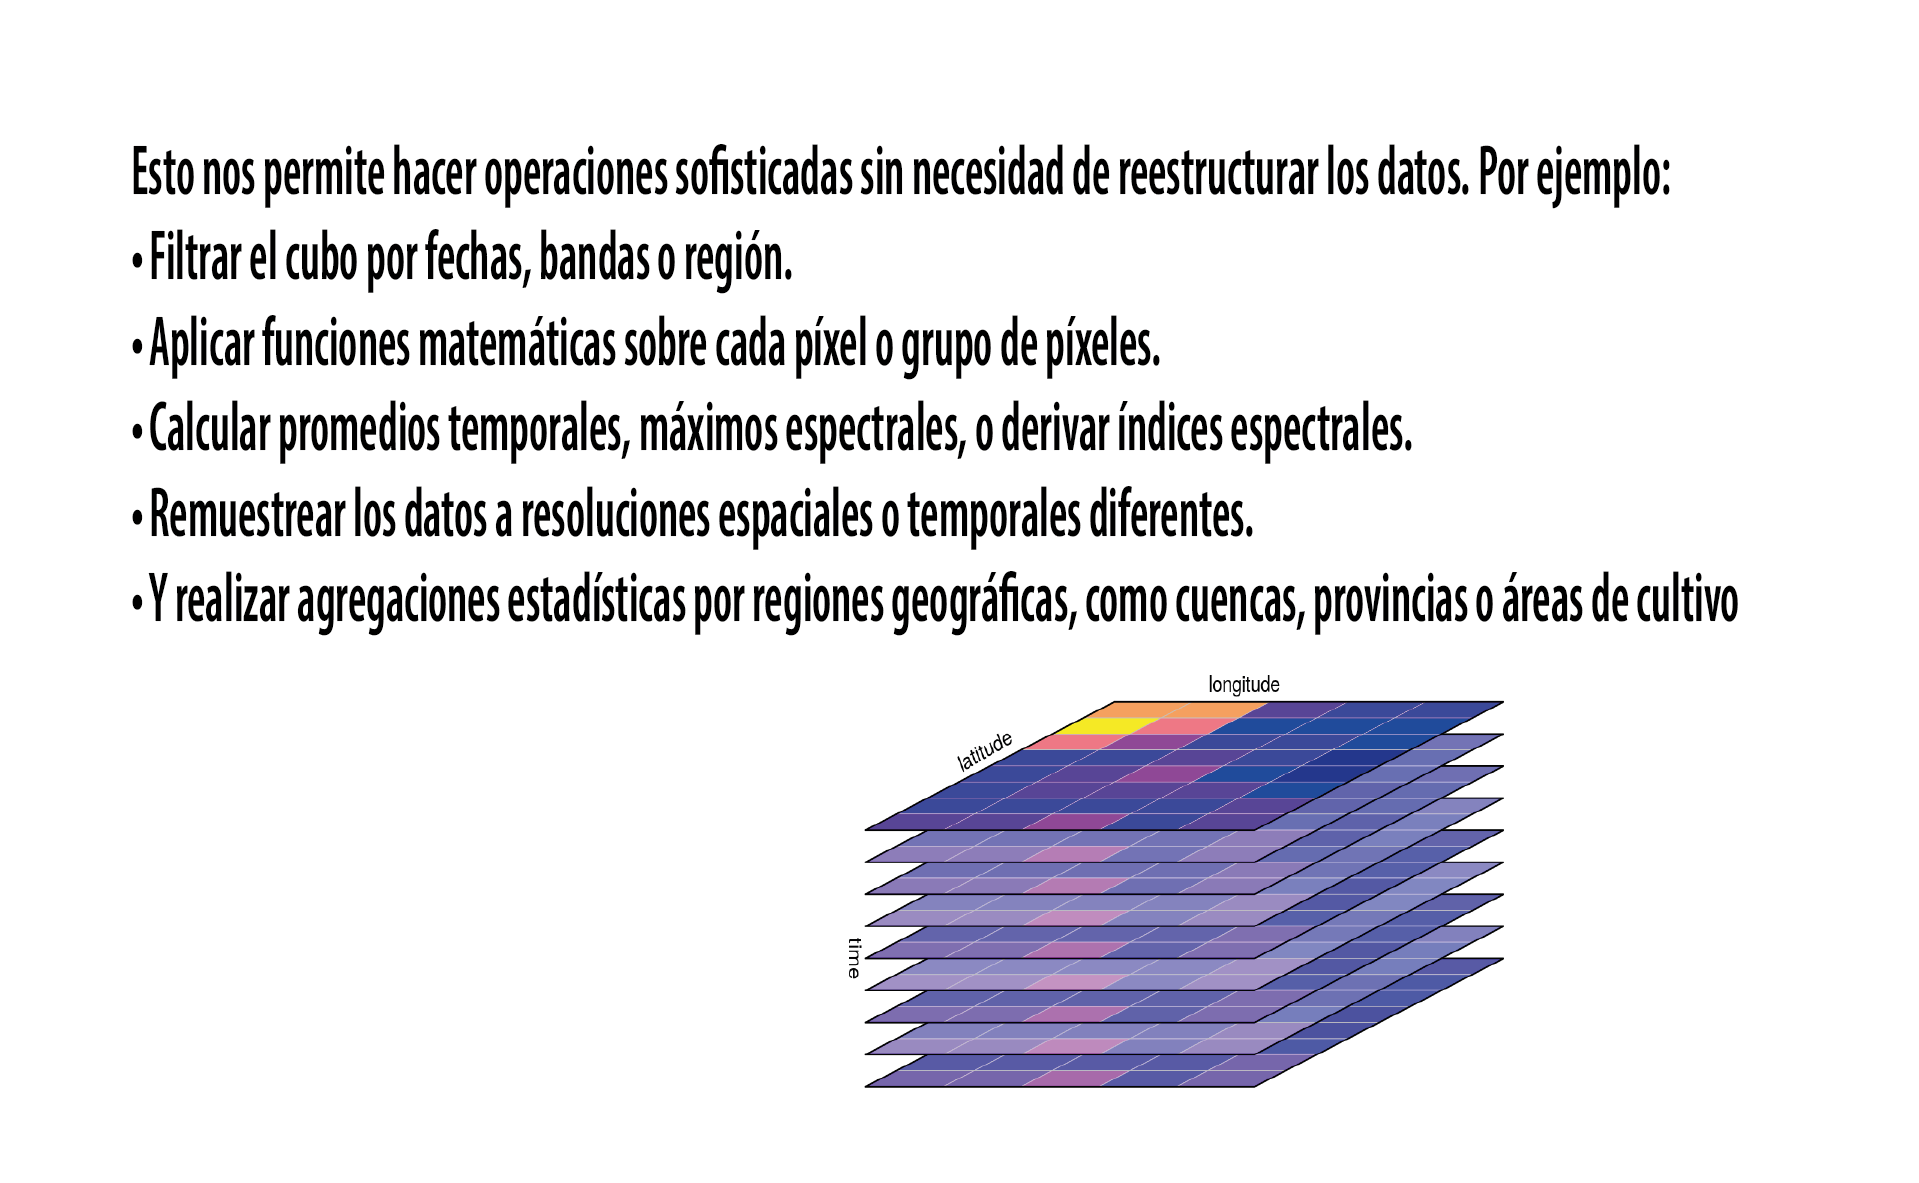 Esto nos permite hacer operaciones sofisticadas sin necesidad de reestructurar los datos. Por ejemplo:
• Filtrar el cubo por fechas, bandas o región.
• Aplicar funciones matemáticas sobre cada píxel o grupo de píxeles.
• Calcular promedios temporales, máximos espectrales, o derivar índices espectrales.
• Remuestrear los datos a resoluciones espaciales o temporales diferentes.
• Y realizar agregaciones estadísticas por regiones geográficas, como cuencas, provincias o áreas de cultivo
longitude
latitude
time